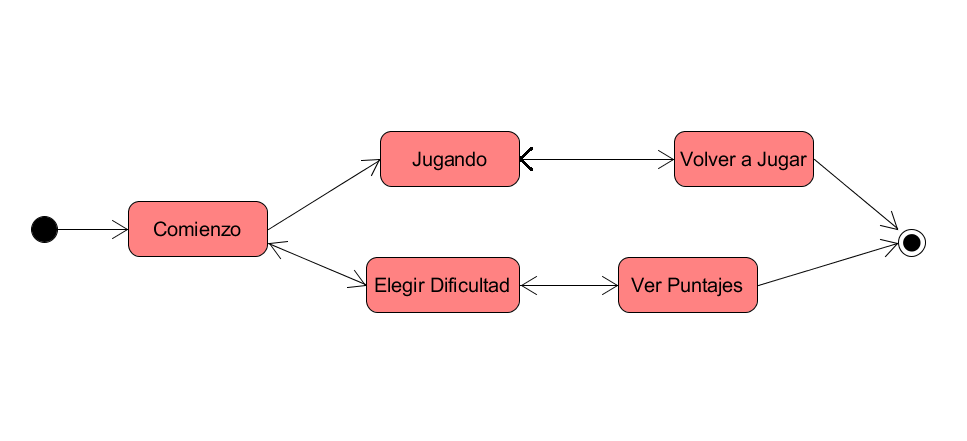 Comienzo
Jugando
Volver a Jugar
Elegir Dificultad
Ver Puntajes